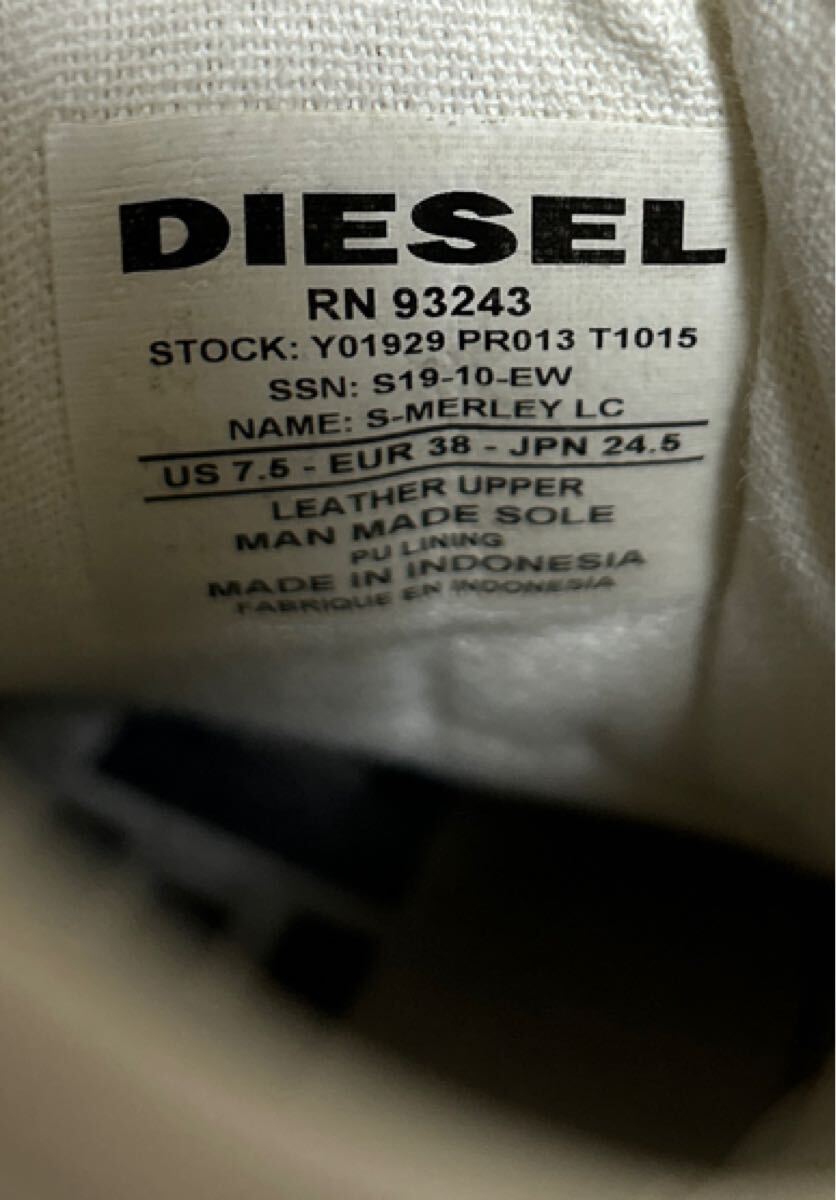 DIESEL
RN 93243
STOCK: Y01929 PR013 T1015
SSN: S19-10-EW
NAME: S-MERLEY LC
US 7.5 - EUR 38 - JPN 24.5
LEATHER UPPER
MAN MADE SOLE
PU LINING
MADE IN INDONESIA
FABRIQUE EN INDONESIA